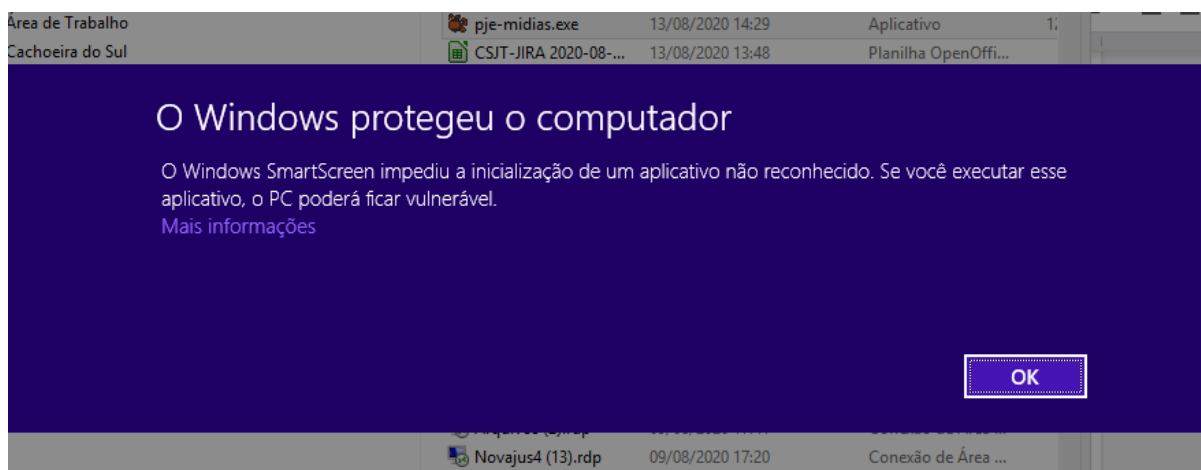 Área de Trabalho
pje-midias.exe 13/08/2020 14:29 Aplicativo
Cachoeira do Sul
CSJT-JIRA 2020-08-... 13/08/2020 13:48 Planilha OpenOffi...
O Windows protegeu o computador
O Windows SmartScreen impediu a inicialização de um aplicativo não reconhecido. Se você executar esse
aplicativo, o PC poderá ficar vulnerável.
Mais informações
OK
Novajus4 (13).rdp 09/08/2020 17:20 Conexão de Área ...